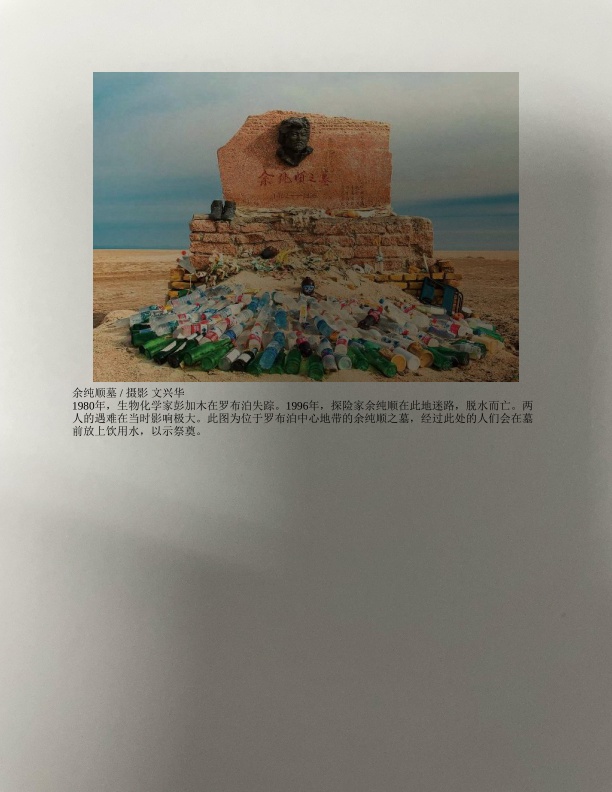 余纯顺之墓
余纯顺墓 / 摄影 文兴华
1980年，生物化学家彭加木在罗布泊失踪。1996年，探险家余纯顺在此地迷路，脱水而亡。两
人的遇难在当时影响极大。此图为位于罗布泊中心地带的余纯顺之墓，经过此处的人们会在墓
前放上饮用水，以示祭奠。